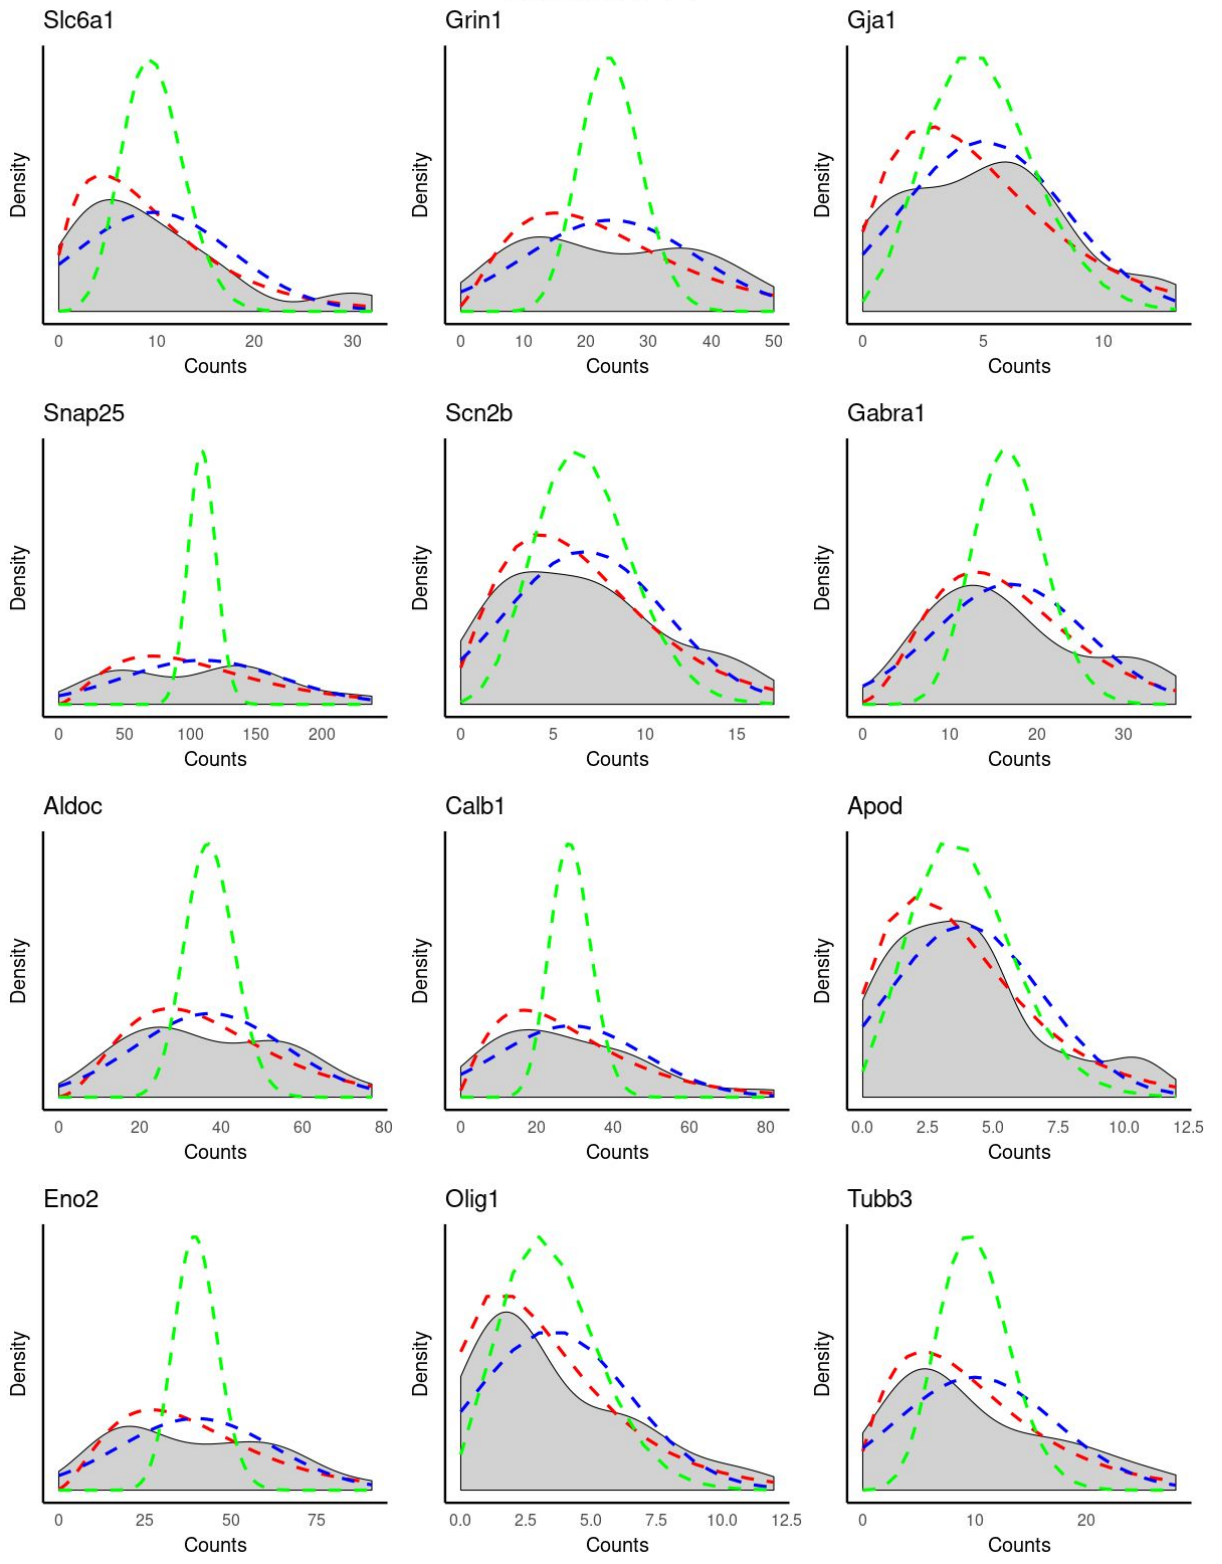 Slc6a1 Grin1 Gja1
Density Density Density
0 10 20 30 0 10 20 30 40 50 0 5 10
Counts Counts Counts
Snap25 Scn2b Gabra1
Density Density Density
0 50 100 150 200 0 5 10 15 0 10 20 30
Counts Counts Counts
Aldoc Calb1 Apod
Density Density Density
0 20 40 60 80 0 20 40 60 80 0.0 2.5 5.0 7.5 10.0 12.5
Counts Counts Counts
Eno2 Olig1 Tubb3
Density Density Density
0 25 50 75 0.0 2.5 5.0 7.5 10.0 12.5 0 10 20
Counts Counts Counts